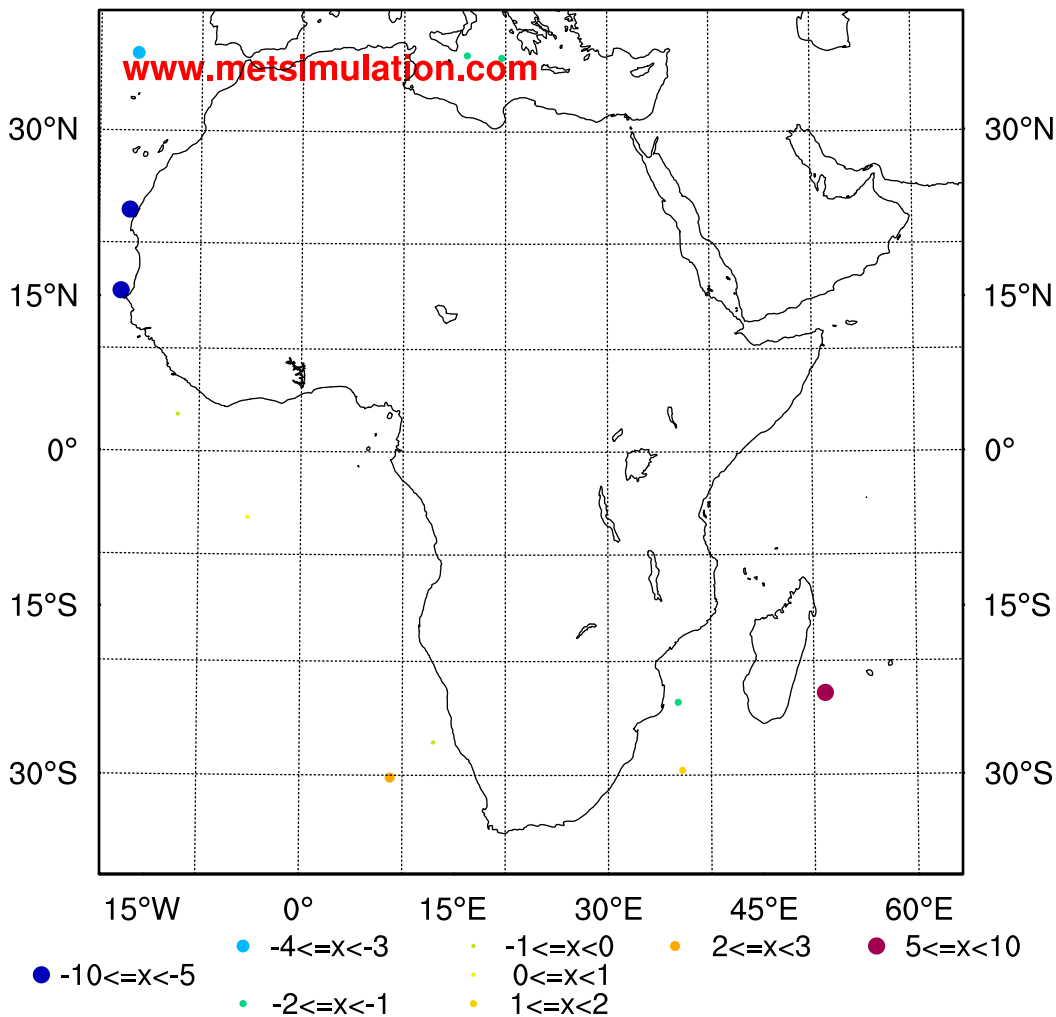 www.metsimulation.com
30°N 30°N
15°N 15°N
0° 0°
15°S 15°S
30°S 30°S
15°W 0° 15°E 30°E 45°E 60°E
-4<=x<-3 -1<=x<0 2<=x<3 5<=x<10
-10<=x<-5 0<=x<1
-2<=x<-1 1<=x<2